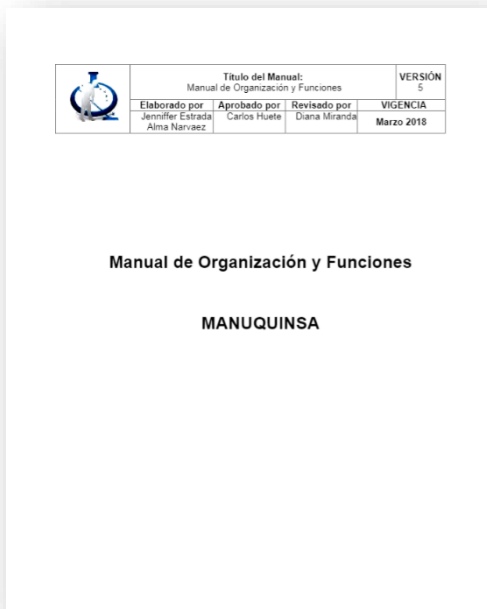 Título del Manual:
Manual de Organización y Funciones
VERSIÓN
5
Elaborado por Aprobado por Revisado por VIGENCIA
Jenniffer Estrada Carlos Huete Diana Miranda
Alma Narvaez
Marzo 2018
Manual de Organización y Funciones
MANUQUINSA